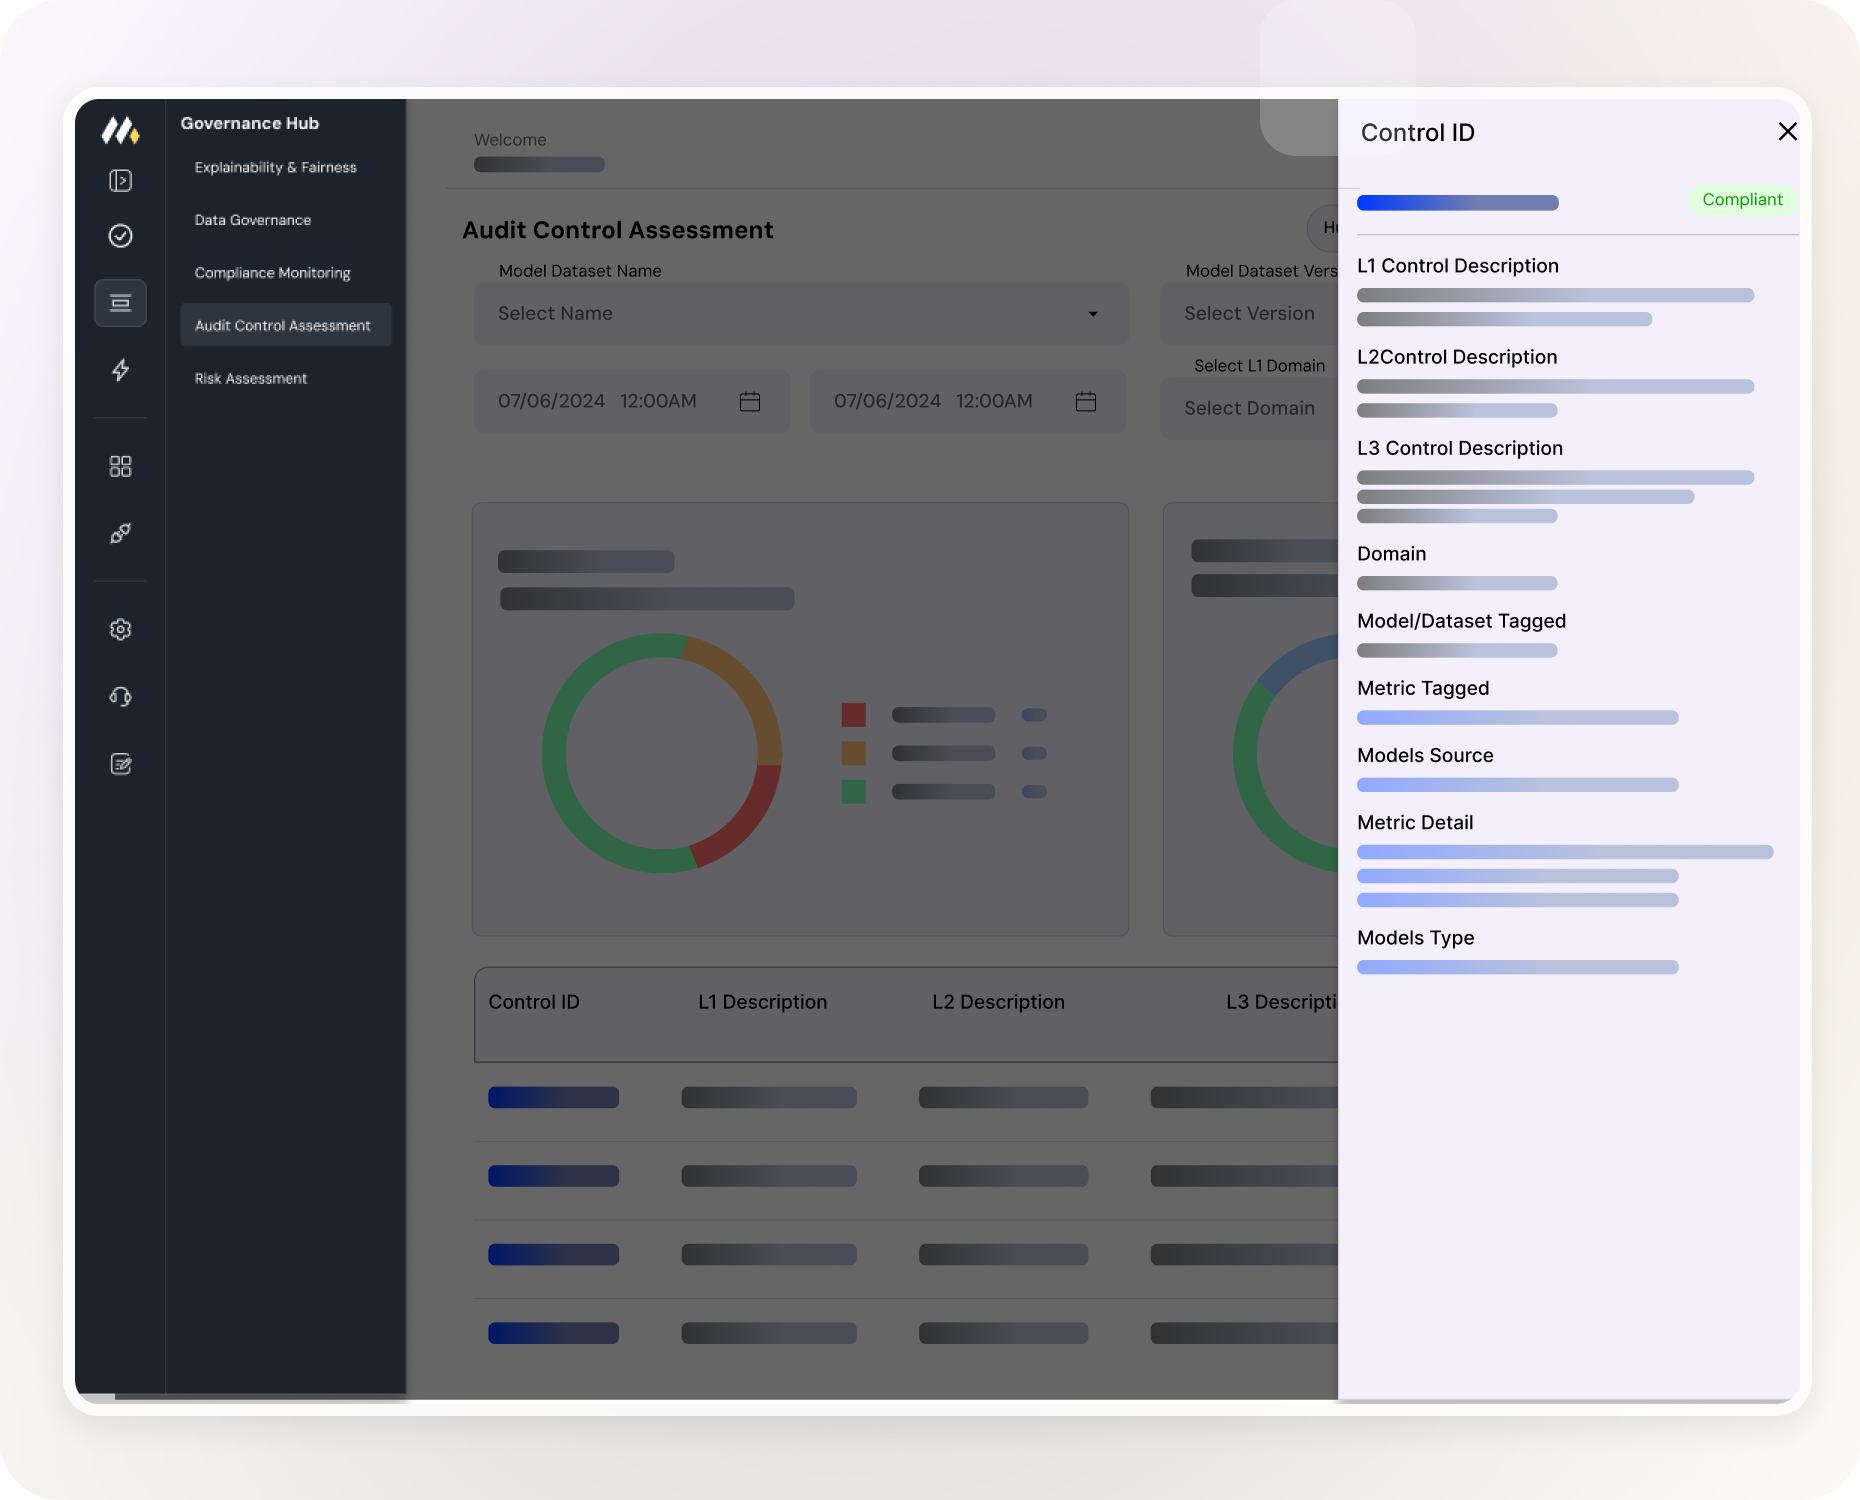 Governance Hub
Explainability & Fairness
Data Governance
Compliance Monitoring
Audit Control Assessment
Risk Assessment
Welcome
Audit Control Assessment
Model Dataset Name
Select Name
07/06/2024 12:00AM
07/06/2024 12:00AM
Model Dataset Vers
Select Version
Select L1 Domain
Select Domain
Control ID
L1 Description
L2 Description
L3 Descripti
Control ID
Compliant
L1 Control Description
L2Control Description
L3 Control Description
Domain
Model/Dataset Tagged
Metric Tagged
Models Source
Metric Detail
Models Type